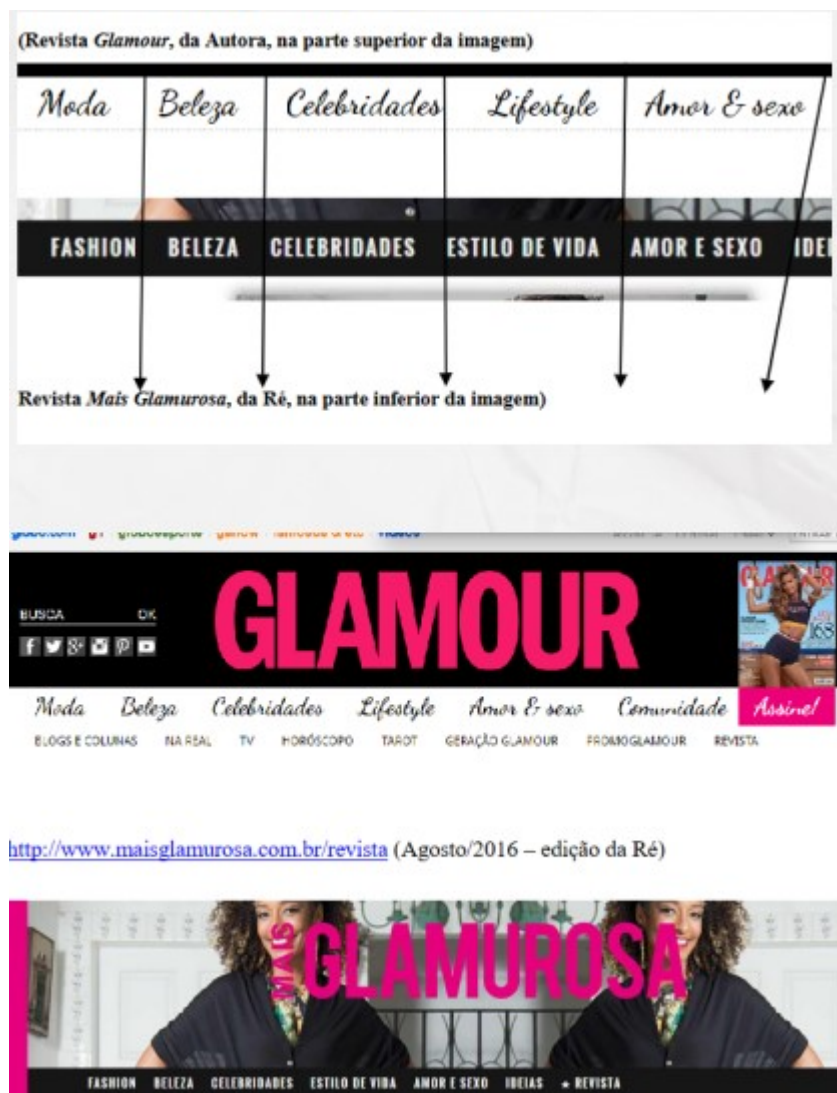 (Revista Glamour, da Autora, na parte superior da imagem)
Moda Beleza Celebridades Lifestyle Amor & sexo
FASHION BELEZA CELEBRIDADES ESTILO DE VIDA AMOR E SEXO IDEI
Revista Mais Glamurosa, da Ré, na parte inferior da imagem)
BUSCA OK
GLAMOUR
168
Moda Beleza Celebridades Lifestyle Amor & sexo Comunidade Assine!
BLOGS E COLUNAS NA REAL TV HORÓSCOPO TAROT GERAÇÃO GLAMOUR PROMOGLAMOUR REVISTA
http://www.maisglamurosa.com.br/revista (Agosto/2016 – edição da Ré)
MAIS GLAMUROSA
FASHION BELEZA CELEBRIDADES ESTILO DE VIDA AMOR E SEXO IDEIAS ★ REVISTA